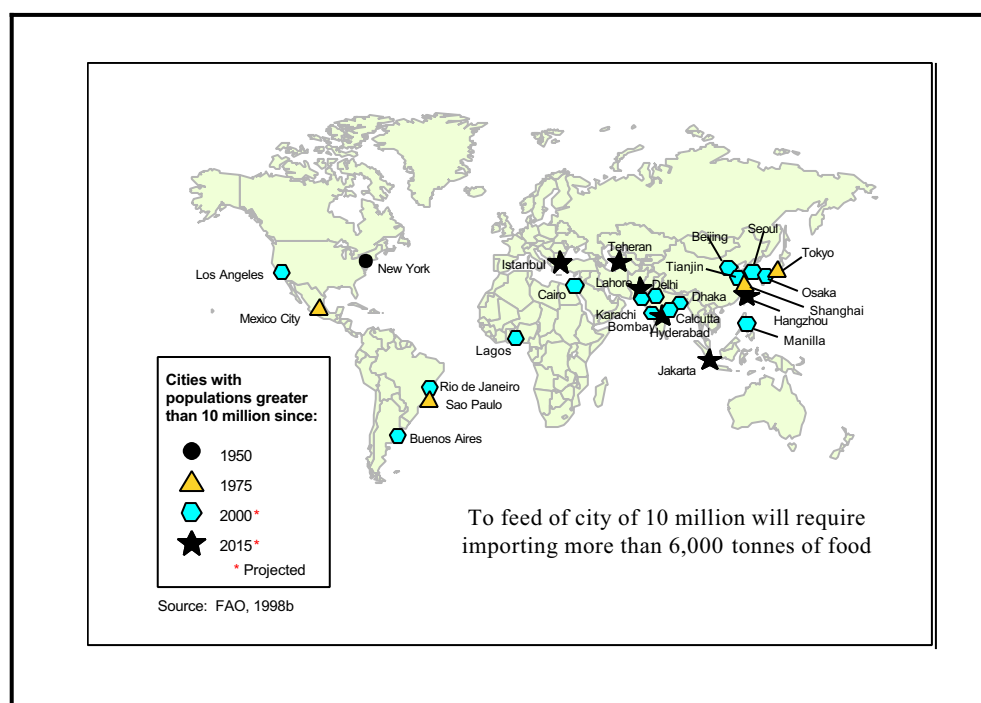 Beijing
Seoul
Teheran
Tokyo
Los Angeles
New York
Istanbul
Tianjin
Lahore
Delhi
Cairo
Dhaka
Osaka
Mexico City
Karachi
Calcutta
Shanghai
Bombay
Hangzhou
Hyderabad
Manilla
Lagos
Jakarta
Rio de Janeiro
Sao Paulo
Buenos Aires
Cities with
populations greater
than 10 million since:
1950
1975
2000*
2015*
* Projected
To feed of city of 10 million will require
importing more than 6,000 tonnes of food
Source: FAO, 1998b